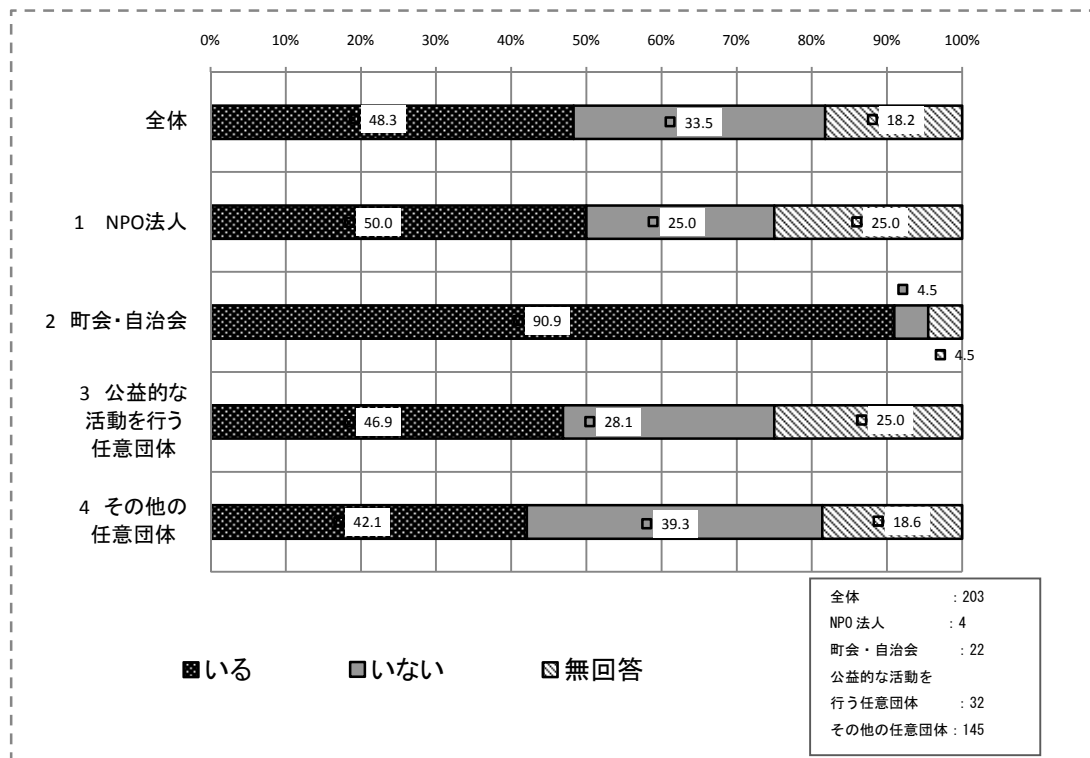 0% 10% 20% 30% 40% 50% 60% 70% 80% 90% 100%
全体
48.3 33.5 18.2
1 NPO法人
50.0 25.0 25.0
4.5
2 町会・自治会
90.9
4.5
3 公益的な
活動を行う
任意団体
46.9 28.1 25.0
4 その他の
任意団体
42.1 39.3 18.6
いる いない 無回答
全体 : 203
NPO法人 : 4
町会・自治会 : 22
公益的な活動を
行う任意団体 : 32
その他の任意団体 : 145